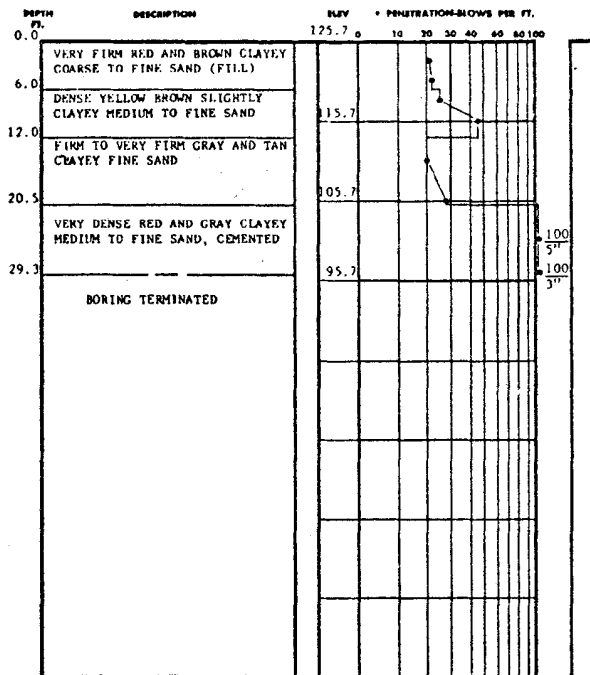 DEPTH FT. DESCRIPTION ELEV • PENETRATION-BLOWS PER FT.
0.0 125.7 0 10 20 30 40 60 80 100
VERY FIRM RED AND BROWN CLAYEY
COARSE TO FINE SAND (FILL)
6.0
DENSE YELLOW BROWN SLIGHTLY
CLAYEY MEDIUM TO FINE SAND
115.7
12.0
FIRM TO VERY FIRM GRAY AND TAN
CLAYEY FINE SAND
20.5 105.7
VERY DENSE RED AND GRAY CLAYEY
MEDIUM TO FINE SAND, CEMENTED
100
5"
29.3 95.7
100
3"
BORING TERMINATED